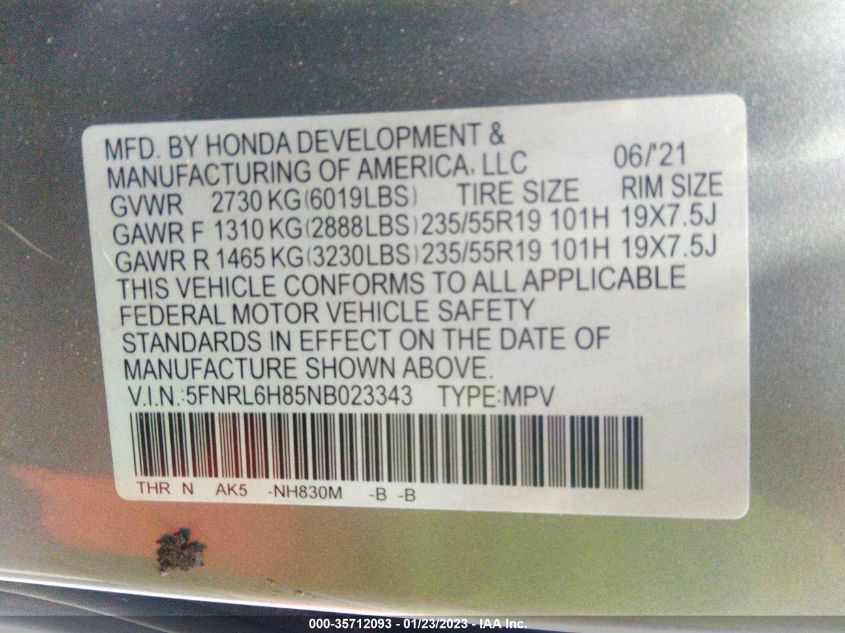 MFD. BY HONDA DEVELOPMENT &
MANUFACTURING OF AMERICA, LLC 06/'21
GVWR 2730 KG(6019LBS) TIRE SIZE RIM SIZE
GAWR F 1310 KG(2888LBS)235/55R19 101H 19X7.5J
GAWR R 1465 KG(3230LBS)235/55R19 101H 19X7.5J
THIS VEHICLE CONFORMS TO ALL APPLICABLE
FEDERAL MOTOR VEHICLE SAFETY
STANDARDS IN EFFECT ON THE DATE OF
MANUFACTURE SHOWN ABOVE.
V.I.N.:5FNRL6H85NB023343 TYPE:MPV
THR N AK5 -NH830M -B -B
000-35712093 - 01/23/2023 - IAA Inc.